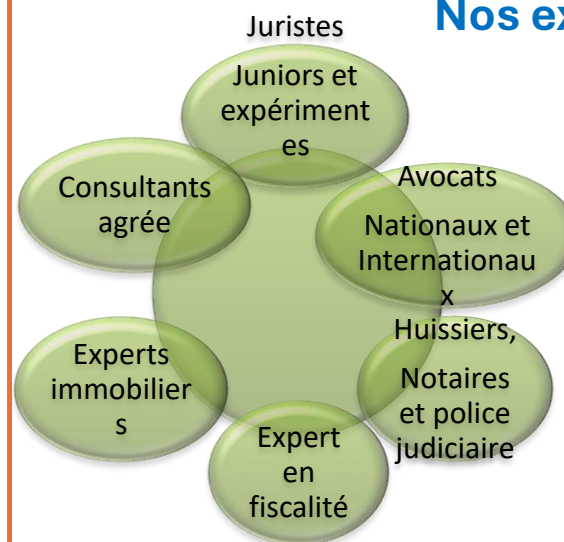 Nos ex
Juristes
Juniors et
expériment
es
Avocats
Nationaux et
Internationau
x
Huissiers,
Notaires
et police
judiciaire
Expert
en
fiscalité
Experts
immobilier
s
Consultants
agrée